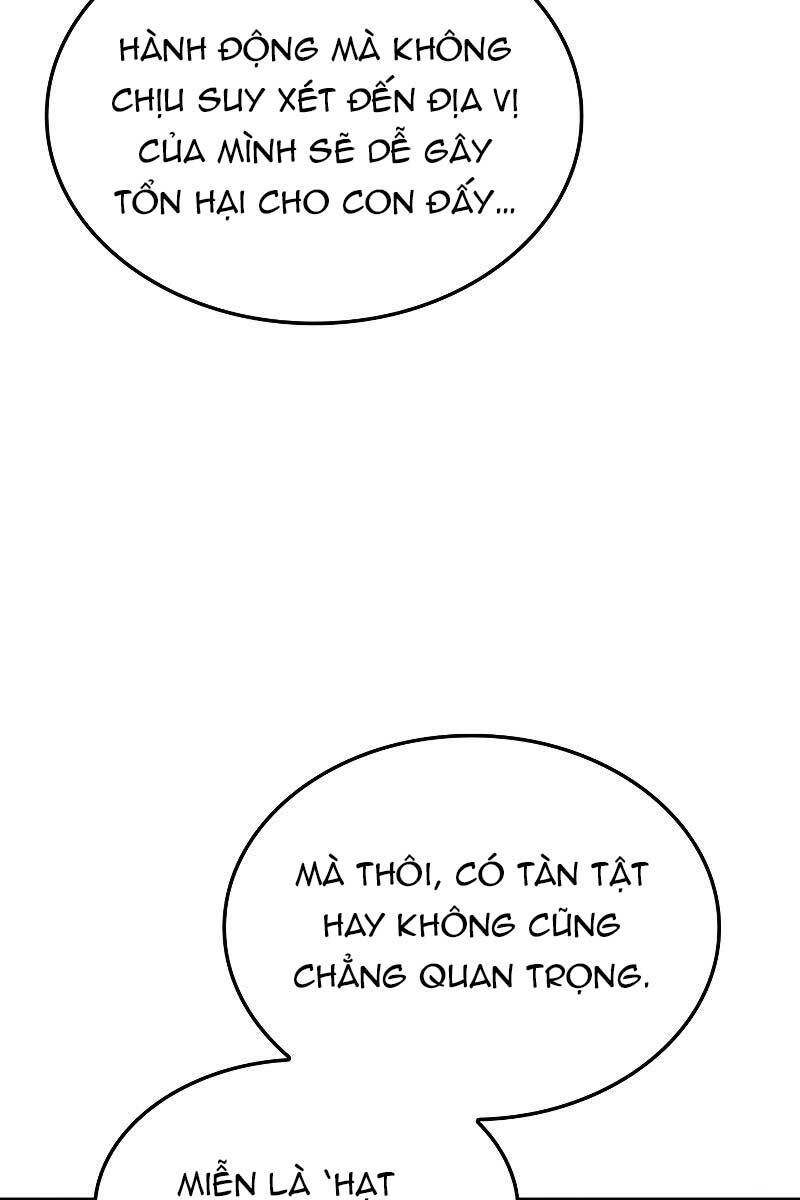 HÀNH ĐỘNG MÀ KHÔNG
CHỊU SUY XÉT ĐẾN ĐỊA VỊ
CỦA MÌNH SẼ DỄ GÂY
TỔN HẠI CHO CON ĐẤY...
MÀ THÔI, CÓ TÀN TẬT
HAY KHÔNG CŨNG
CHẲNG QUAN TRỌNG.
MIỄN LÀ 'HẠT